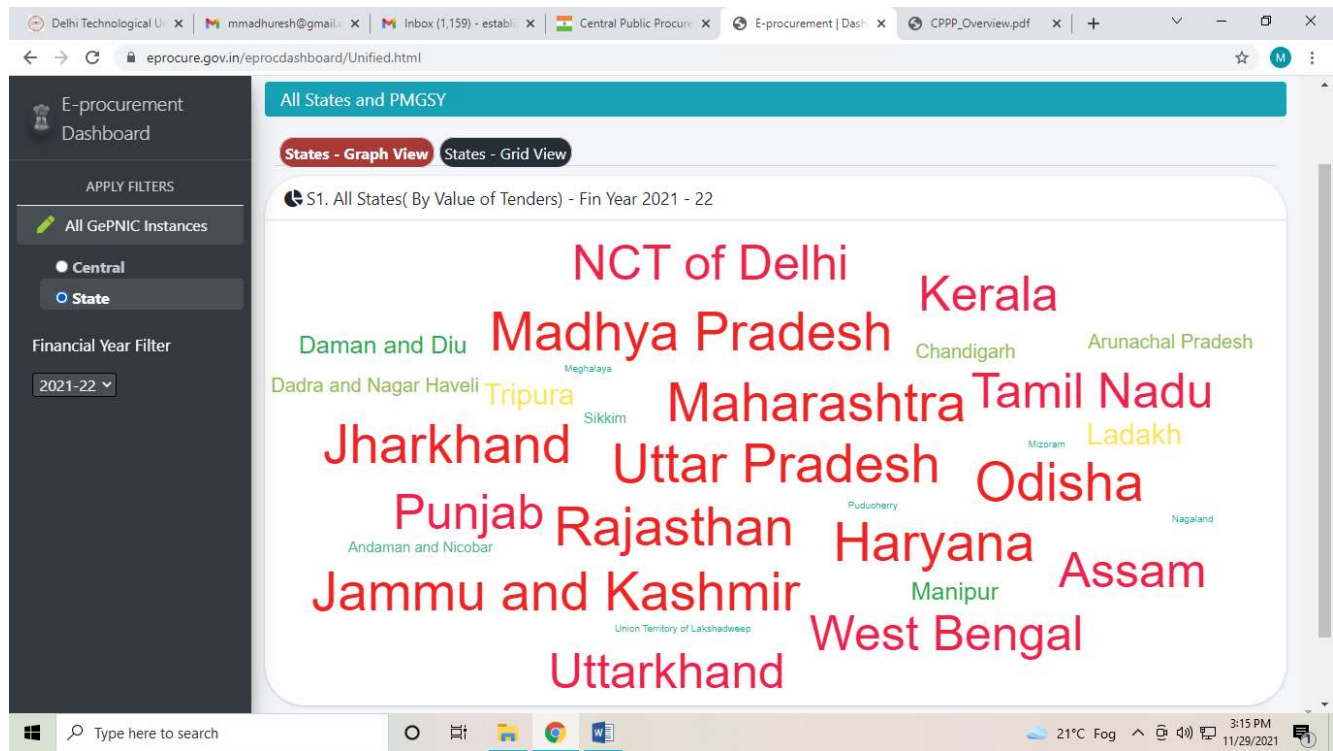 Delhi Technological U
mmadhuresh@gmail.c
Inbox (1,159) - establi
Central Public Procure
E-procurement | Dash
CPPP_Overview.pdf
eprocure.gov.in/eprocdashboard/Unified.html
M
E-procurement
Dashboard
APPLY FILTERS
All GePNIC Instances
Central
State
Financial Year Filter
2021-22
All States and PMGSY
States - Graph View
States - Grid View
S1. All States( By Value of Tenders) - Fin Year 2021 - 22
NCT of Delhi
Kerala
Madhya Pradesh
Daman and Diu
Chandigarh
Arunachal Pradesh
Meghalaya
Dadra and Nagar Haveli
Tripura
Maharashtra
Tamil Nadu
Sikkim
Jharkhand
Uttar Pradesh
Mizoram
Ladakh
Odisha
Punjab
Rajasthan
Puducherry
Nagaland
Haryana
Andaman and Nicobar
Assam
Jammu and Kashmir
Manipur
Union Territory of Lakshadweep
West Bengal
Uttarkhand
Type here to search
21°C Fog
3:15 PM
11/29/2021
1